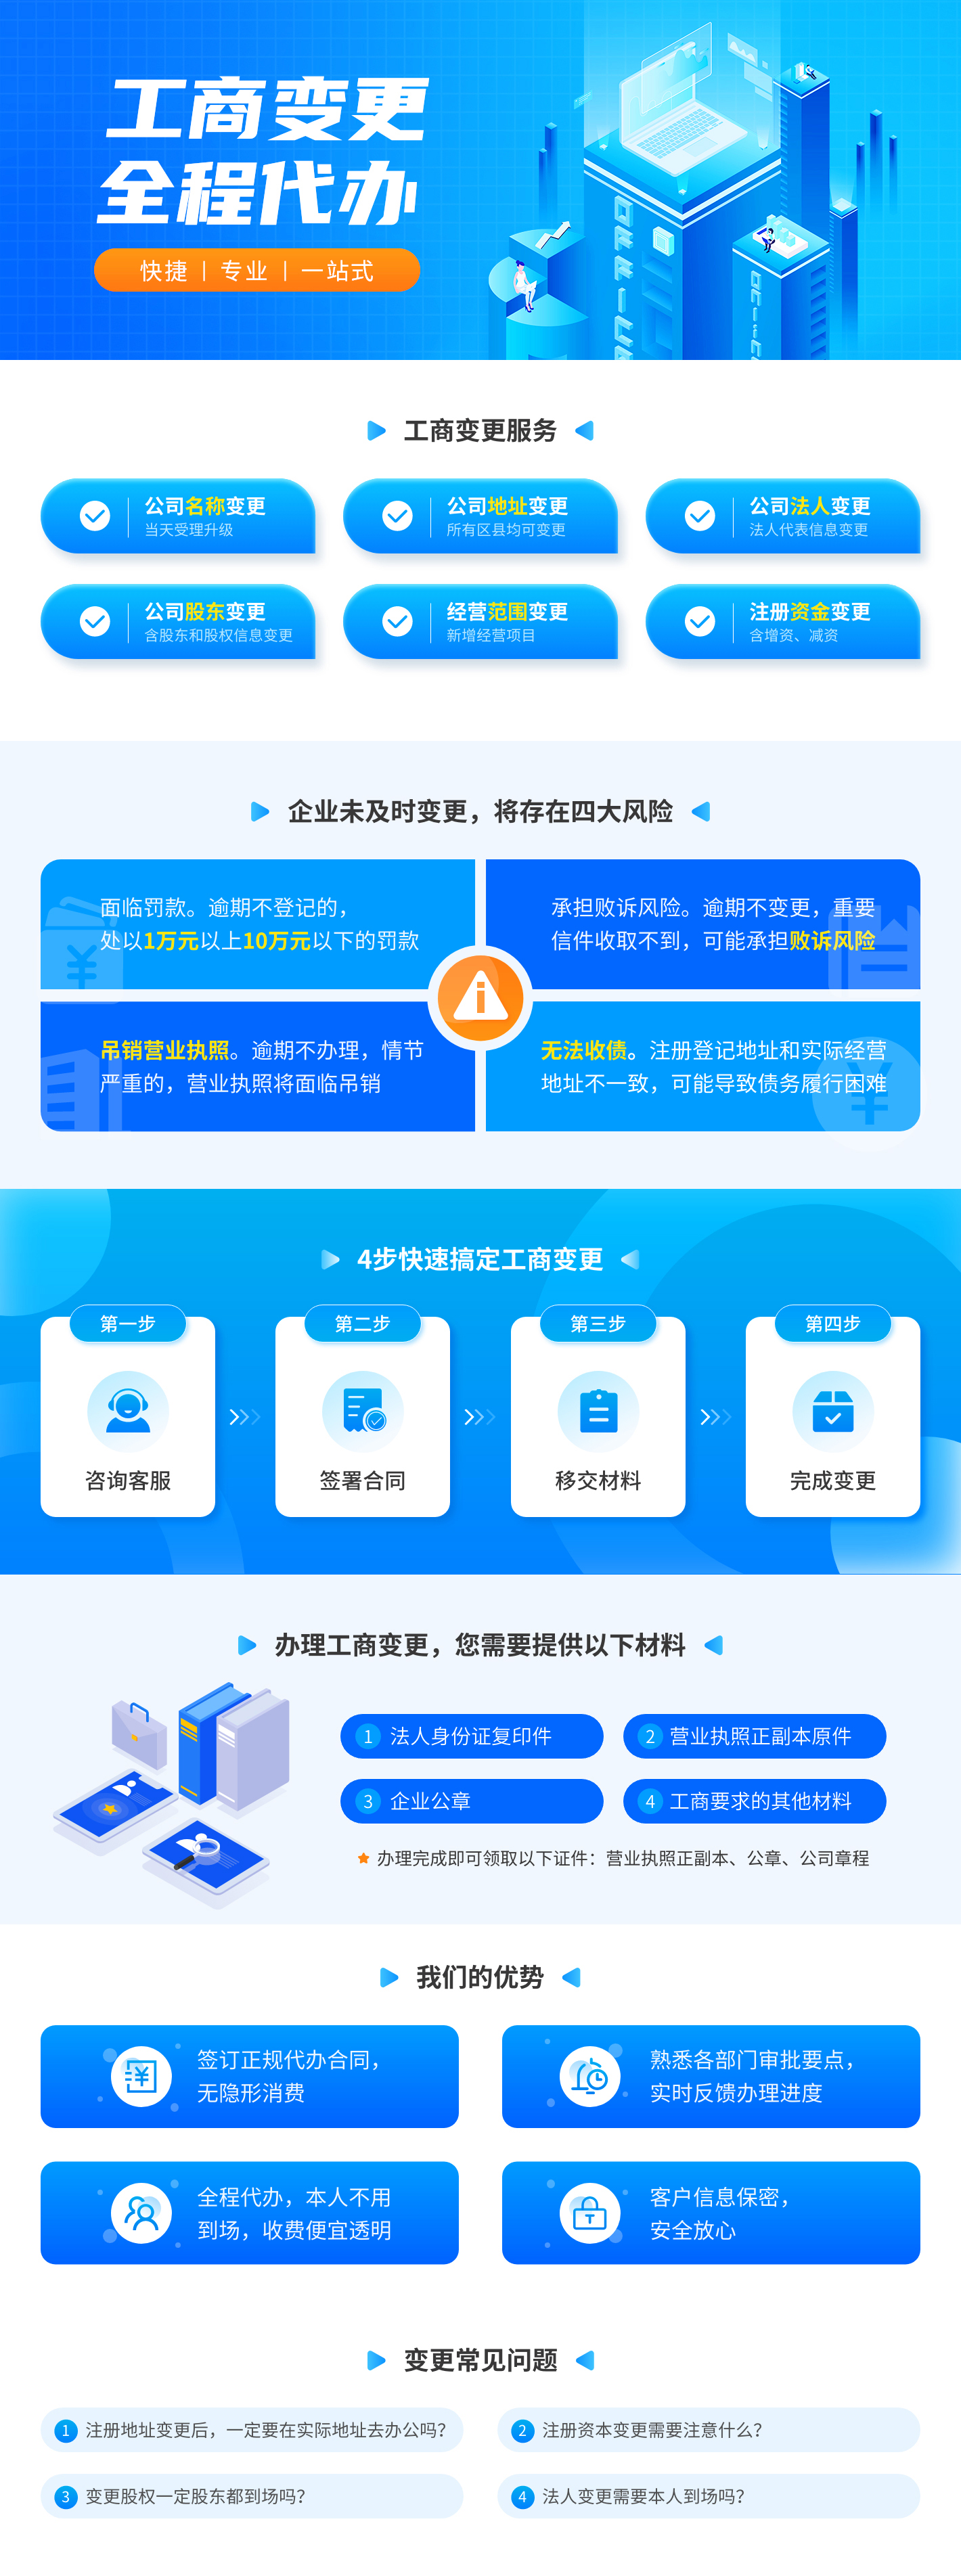 工商变更
全程代办
快捷 | 专业 | 一站式
OFFICE
online
工商变更服务
公司名称变更
当天受理升级
公司地址变更
所有区县均可变更
公司法人变更
法人代表信息变更
公司股东变更
含股东和股权信息变更
经营范围变更
新增经营项目
注册资金变更
含增资、减资
企业未及时变更，将存在四大风险
面临罚款。逾期不登记的，
处以1万元以上10万元以下的罚款
承担败诉风险。逾期不变更，重要
信件收取不到，可能承担败诉风险
吊销营业执照。逾期不办理，情节
严重的，营业执照将面临吊销
无法收债。注册登记地址和实际经营
地址不一致，可能导致债务履行困难
4步快速搞定工商变更
第一步
咨询客服
第二步
签署合同
第三步
移交材料
第四步
完成变更
办理工商变更，您需要提供以下材料
1 法人身份证复印件
2 营业执照正副本原件
3 企业公章
4 工商要求的其他材料
办理完成即可领取以下证件：营业执照正副本、公章、公司章程
我们的优势
签订正规代办合同，
无隐形消费
熟悉各部门审批要点，
实时反馈办理进度
全程代办，本人不用
到场，收费便宜透明
客户信息保密，
安全放心
变更常见问题
1 注册地址变更后，一定要在实际地址去办公吗？
2 注册资本变更需要注意什么？
3 变更股权一定股东都到场吗？
4 法人变更需要本人到场吗？